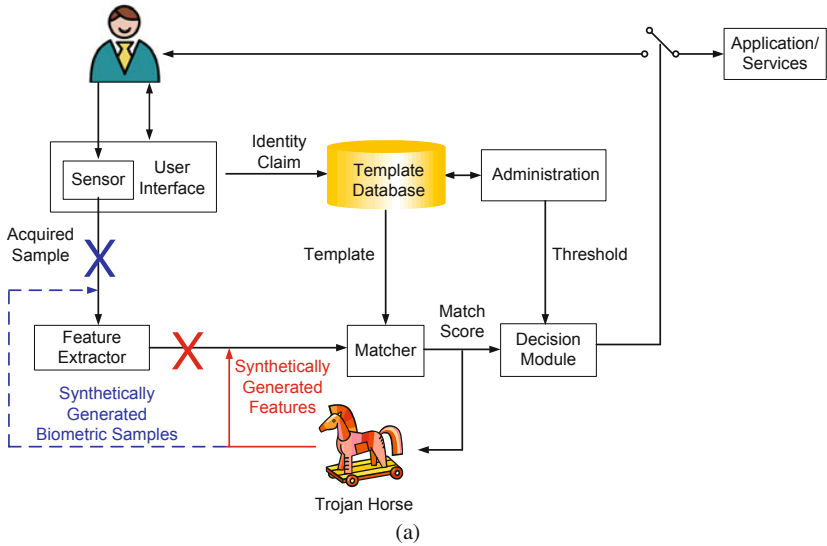 Application/
Services
Identity
Claim
User
Interface
Sensor
Template
Database
Administration
Acquired
Sample
Template
Threshold
Match
Score
Feature
Extractor
Matcher
Decision
Module
Synthetically
Generated
Features
Synthetically
Generated
Biometric Samples
Trojan Horse
(a)